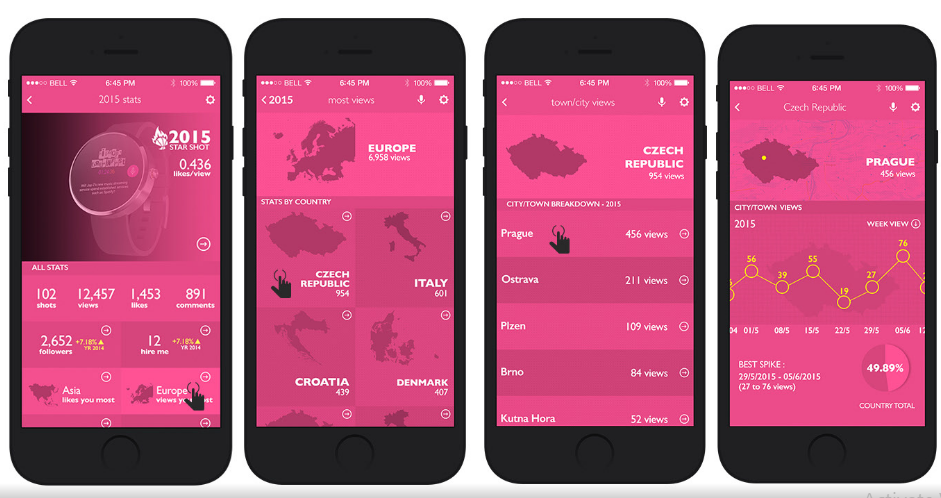 BELL 6:45 PM 100%
2015 stats
2015
STAR SHOT
0.436
likes/view
ALL STATS
102 12,457 1,453 891
shots views likes comments
2,652 +7.18%
followers YR 2014
12 +7.18%
hire me YR 2014
Asia
likes you most
Europe
views you most
BELL 6:45 PM 100%
2015 most views
EUROPE
6,958 views
STATS BY COUNTRY
CZECH
REPUBLIC
954
ITALY
601
CROATIA
439
DENMARK
407
BELL 6:45 PM 100%
town/city views
CZECH
REPUBLIC
954 views
CITY/TOWN BREAKDOWN - 2015
Prague 456 views
Ostrava 211 views
Plzen 109 views
Brno 84 views
Kutna Hora 52 views
BELL 6:45 PM 100%
Czech Republic
PRAGUE
456 views
CITY/TOWN VIEWS
2015 WEEK VIEW
56 39 55 19 27 76
04 01/5 08/5 15/5 22/5 29/5 05/6 12
BEST SPIKE :
29/5/2015 - 05/6/2015
(27 to 76 views)
49.89%
COUNTRY TOTAL